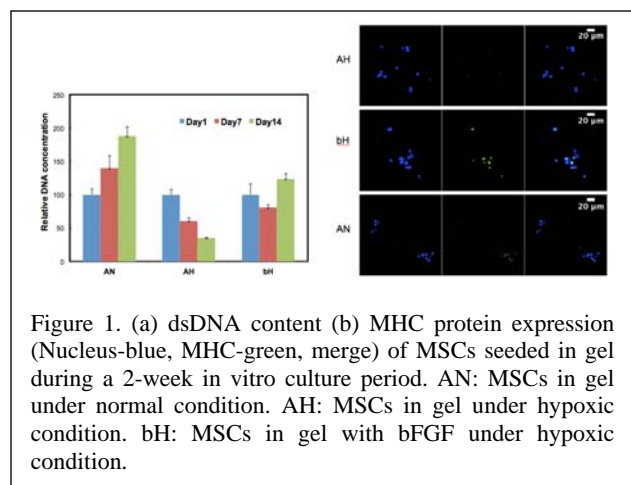 250
200
150
100
50
0
Relative DNA concentration
Day1 Day7 Day14
AN AH bH
AH
20 µm
bH
20 µm
AN
20 µm
Figure 1. (a) dsDNA content (b) MHC protein expression
(Nucleus-blue, MHC-green, merge) of MSCs seeded in gel
during a 2-week in vitro culture period. AN: MSCs in gel
under normal condition. AH: MSCs in gel under hypoxic
condition. bH: MSCs in gel with bFGF under hypoxic
condition.